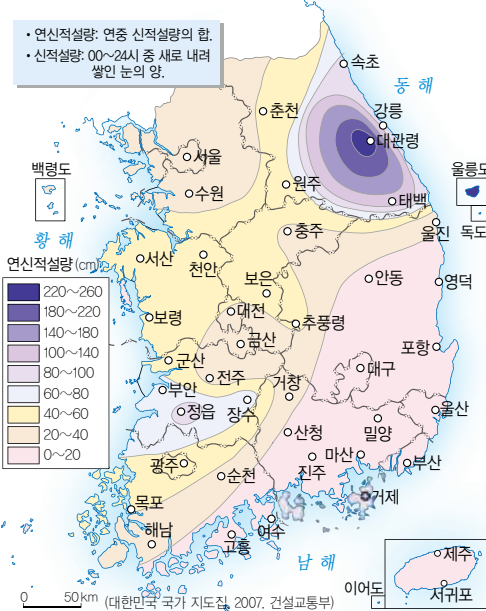 • 연신적설량: 연중 신적설량의 합.
• 신적설량: 00~24시 중 새로 내려
쌓인 눈의 양.
속초
동 해
춘천
강릉
대관령
서울
백령도
울릉도
수원
원주
태백
독도
울진
황 해
충주
연신적설량(cm)
서산
천안
보은
안동
영덕
220~260
180~220
140~180
100~140
80~100
60~80
40~60
20~40
0~20
보령
대전
추풍령
금산
포항
군산
전주
대구
부안
거창
정읍
장수
울산
밀양
산청
광주
순천
진주
마산
부산
목포
거제
해남
여수
고흥
남 해
제주
이어도
서귀포
0 50km
(대한민국 국가 지도집, 2007, 건설교통부)